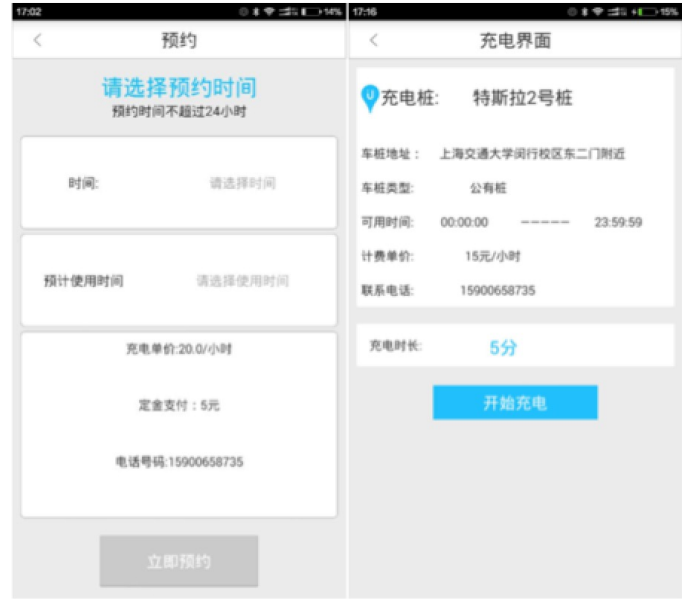 17:02
14%
预约
请选择预约时间
预约时间不超过24小时
时间:
请选择时间
预计使用时间
请选择使用时间
充电单价:20.0/小时
定金支付：5元
电话号码:15900658735
立即预约
17:16
15%
充电界面
充电桩: 特斯拉2号桩
车桩地址： 上海交通大学闵行校区东二门附近
车桩类型: 公有桩
可用时间: 00:00:00 ----- 23:59:59
计费单价: 15元/小时
联系电话: 15900658735
充电时长: 5分
开始充电